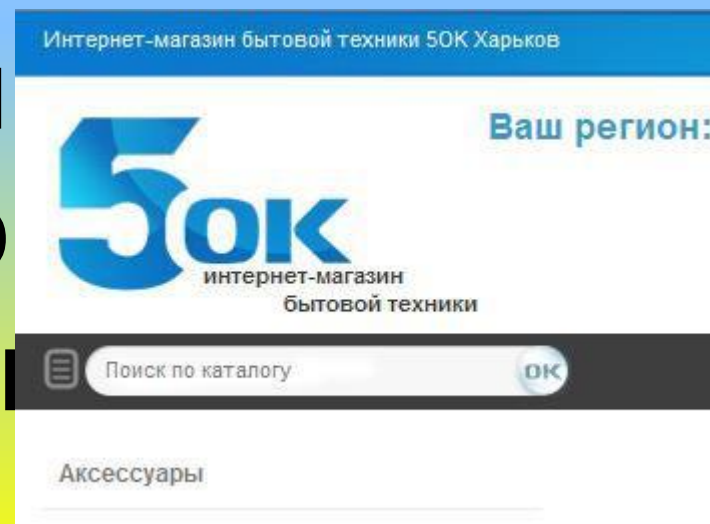 Интернет-магазин бытовой техники 5ОК Харьков
Ваш регион:
5ОК
интернет-магазин
бытовой техники
Поиск по каталогу
ОК
Аксессуары